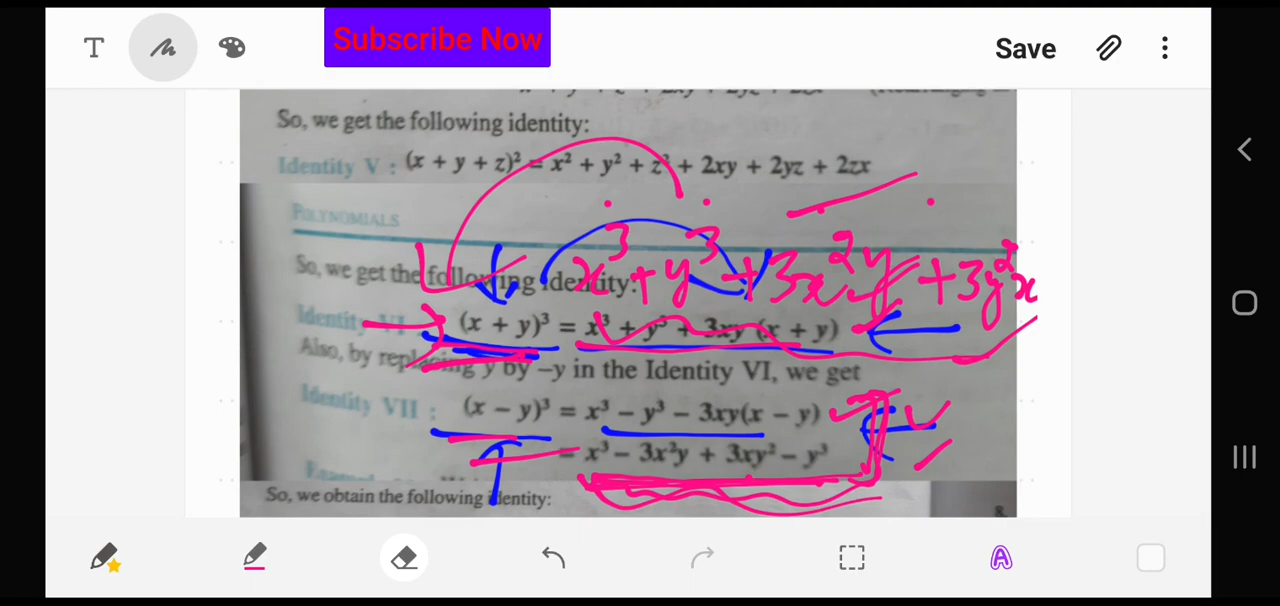 T
Subscribe Now
Save
So, we get the following identity:
Identity V : (x + y + z)² = x² + y² + z² + 2xy + 2yz + 2zx
POLYNOMIALS
So, we get the following identity:
x³ + y³ + 3x²y + 3y²x
Identity VI (x + y)³ = x³ + y³ + 3xy (x + y)
Also, by replacing y by –y in the Identity VI, we get
Identity VII : (x – y)³ = x³ – y³ – 3xy(x – y)
= x³ – 3x²y + 3xy² – y³
So, we obtain the following identity:
A